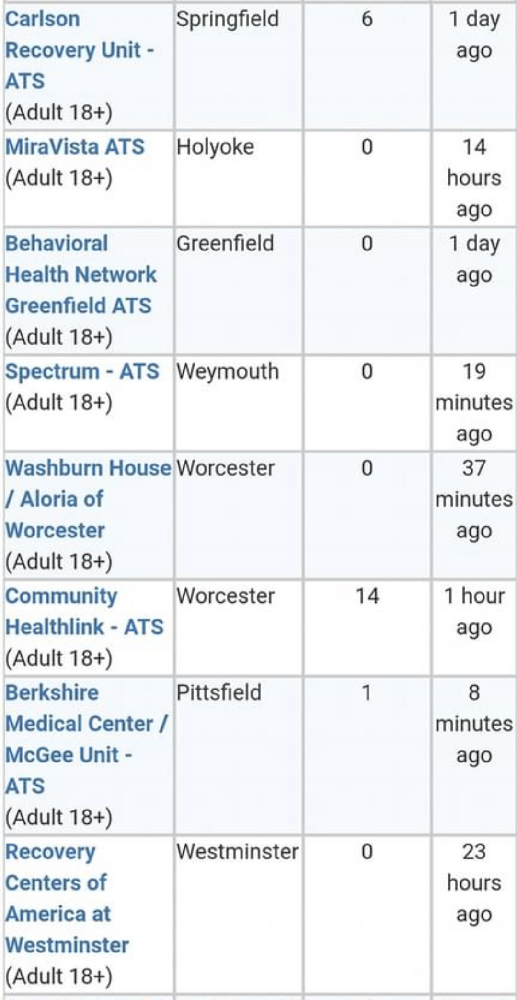 Carlson
Recovery Unit -
ATS
(Adult 18+)
Springfield
6
1 day
ago
MiraVista ATS
(Adult 18+)
Holyoke
0
14
hours
ago
Behavioral
Health Network
Greenfield ATS
(Adult 18+)
Greenfield
0
1 day
ago
Spectrum - ATS
(Adult 18+)
Weymouth
0
19
minutes
ago
Washburn House
/ Aloria of
Worcester
(Adult 18+)
Worcester
0
37
minutes
ago
Community
Healthlink - ATS
(Adult 18+)
Worcester
14
1 hour
ago
Berkshire
Medical Center /
McGee Unit -
ATS
(Adult 18+)
Pittsfield
1
8
minutes
ago
Recovery
Centers of
America at
Westminster
(Adult 18+)
Westminster
0
23
hours
ago